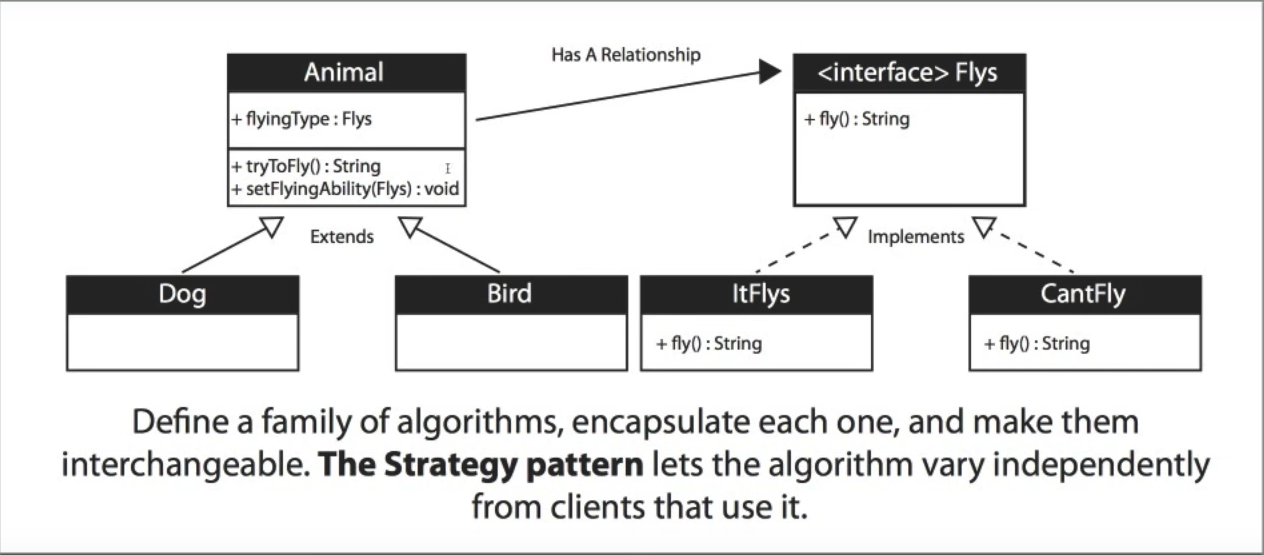 Has A Relationship
Animal
+ flyingType : Flys
+ tryToFly() : String
+ setFlyingAbility(Flys) : void
<interface> Flys
+ fly() : String
Extends
Implements
Dog
Bird
ItFlys
+ fly() : String
CantFly
+ fly() : String
Define a family of algorithms, encapsulate each one, and make them
interchangeable. The Strategy pattern lets the algorithm vary independently
from clients that use it.